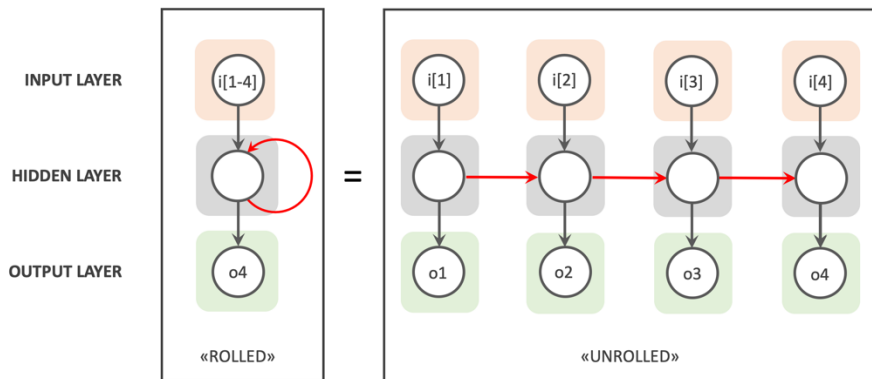 INPUT LAYER
i[1-4]
i[1]
i[2]
i[3]
i[4]
HIDDEN LAYER
=
OUTPUT LAYER
o4
o1
o2
o3
o4
«ROLLED»
«UNROLLED»